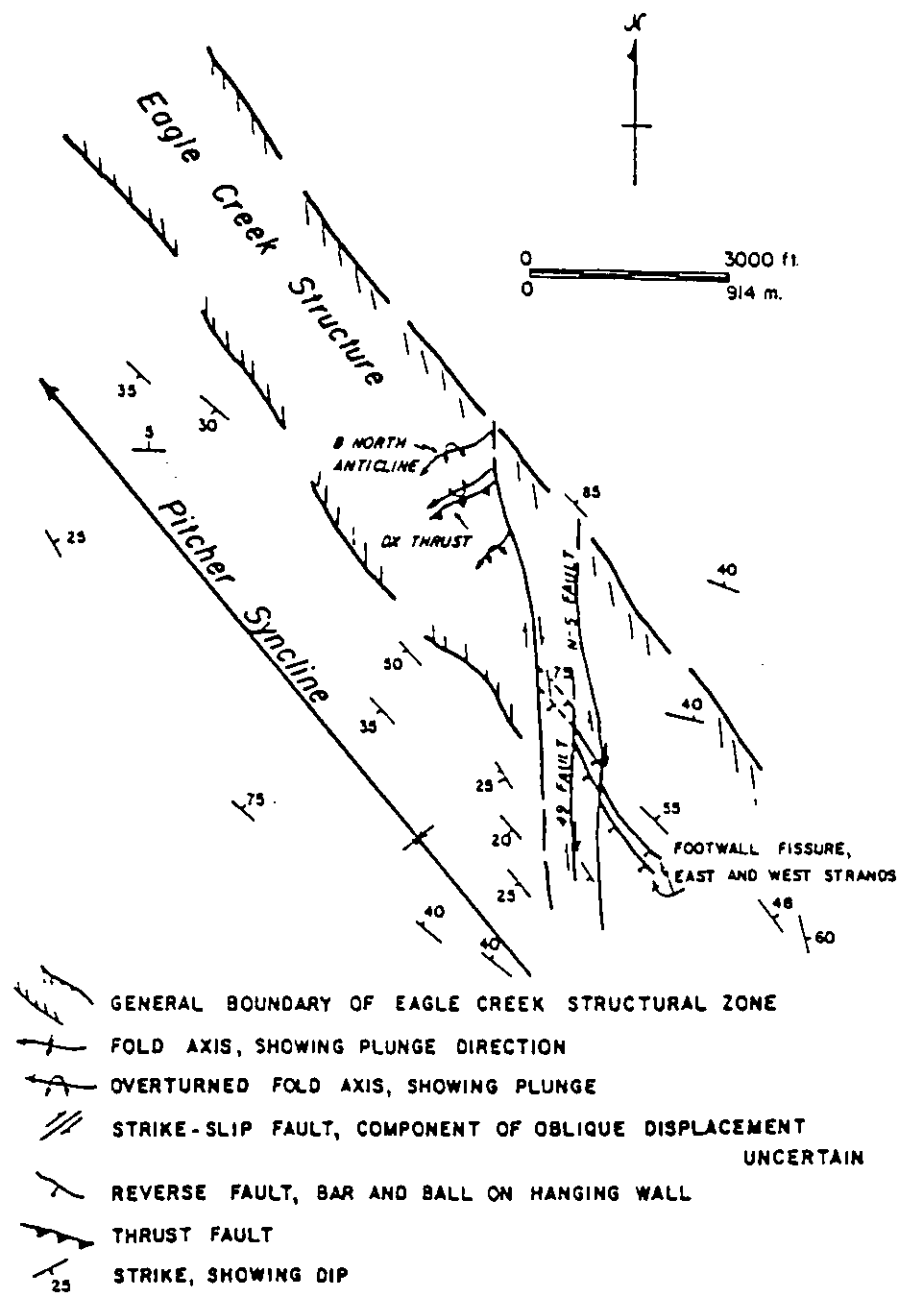 N
Eagle Creek Structure
0 3000 ft.
0 914 m.
35
30
5
25
B NORTH
ANTICLINE
OX THRUST
85
40
Pitcher Syncline
N-S FAULT
50
75
40
35
49 FAULT
25
75
55
20
FOOTWALL FISSURE,
EAST AND WEST STRANDS
25
46
40
60
40
GENERAL BOUNDARY OF EAGLE CREEK STRUCTURAL ZONE
FOLD AXIS, SHOWING PLUNGE DIRECTION
OVERTURNED FOLD AXIS, SHOWING PLUNGE
STRIKE-SLIP FAULT, COMPONENT OF OBLIQUE DISPLACEMENT
UNCERTAIN
REVERSE FAULT, BAR AND BALL ON HANGING WALL
THRUST FAULT
25 STRIKE, SHOWING DIP